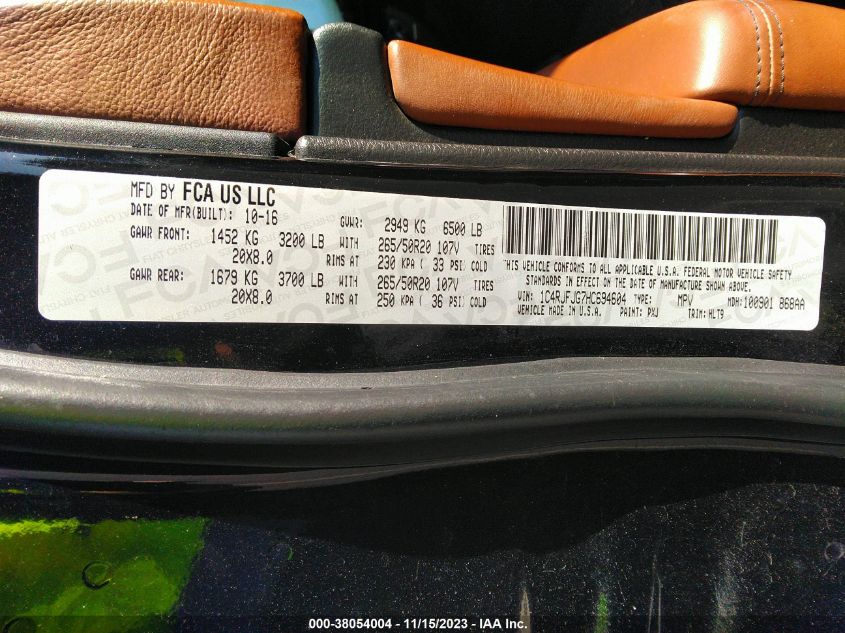 MFD BY FCA US LLC
DATE OF MFR(BUILT): 10-16 GVWR: 2949 KG 6500 LB
GAWR FRONT: 1452 KG 3200 LB WITH 265/50R20 107V TIRES
20X8.0 RIMS AT 230 KPA ( 33 PSI) COLD
GAWR REAR: 1679 KG 3700 LB WITH 265/50R20 107V TIRES
20X8.0 RIMS AT 250 KPA ( 36 PSI) COLD
THIS VEHICLE CONFORMS TO ALL APPLICABLE U.S.A. FEDERAL MOTOR VEHICLE SAFETY
STANDARDS IN EFFECT ON THE DATE OF MANUFACTURE SHOWN ABOVE.
VIN: 1C4RJFJG7HC694604 TYPE: MPV MDH: 100901 868AA
VEHICLE MADE IN U.S.A. PAINT: PXJ TRIM: HLT9
000-38054004 - 11/15/2023 - IAA Inc.